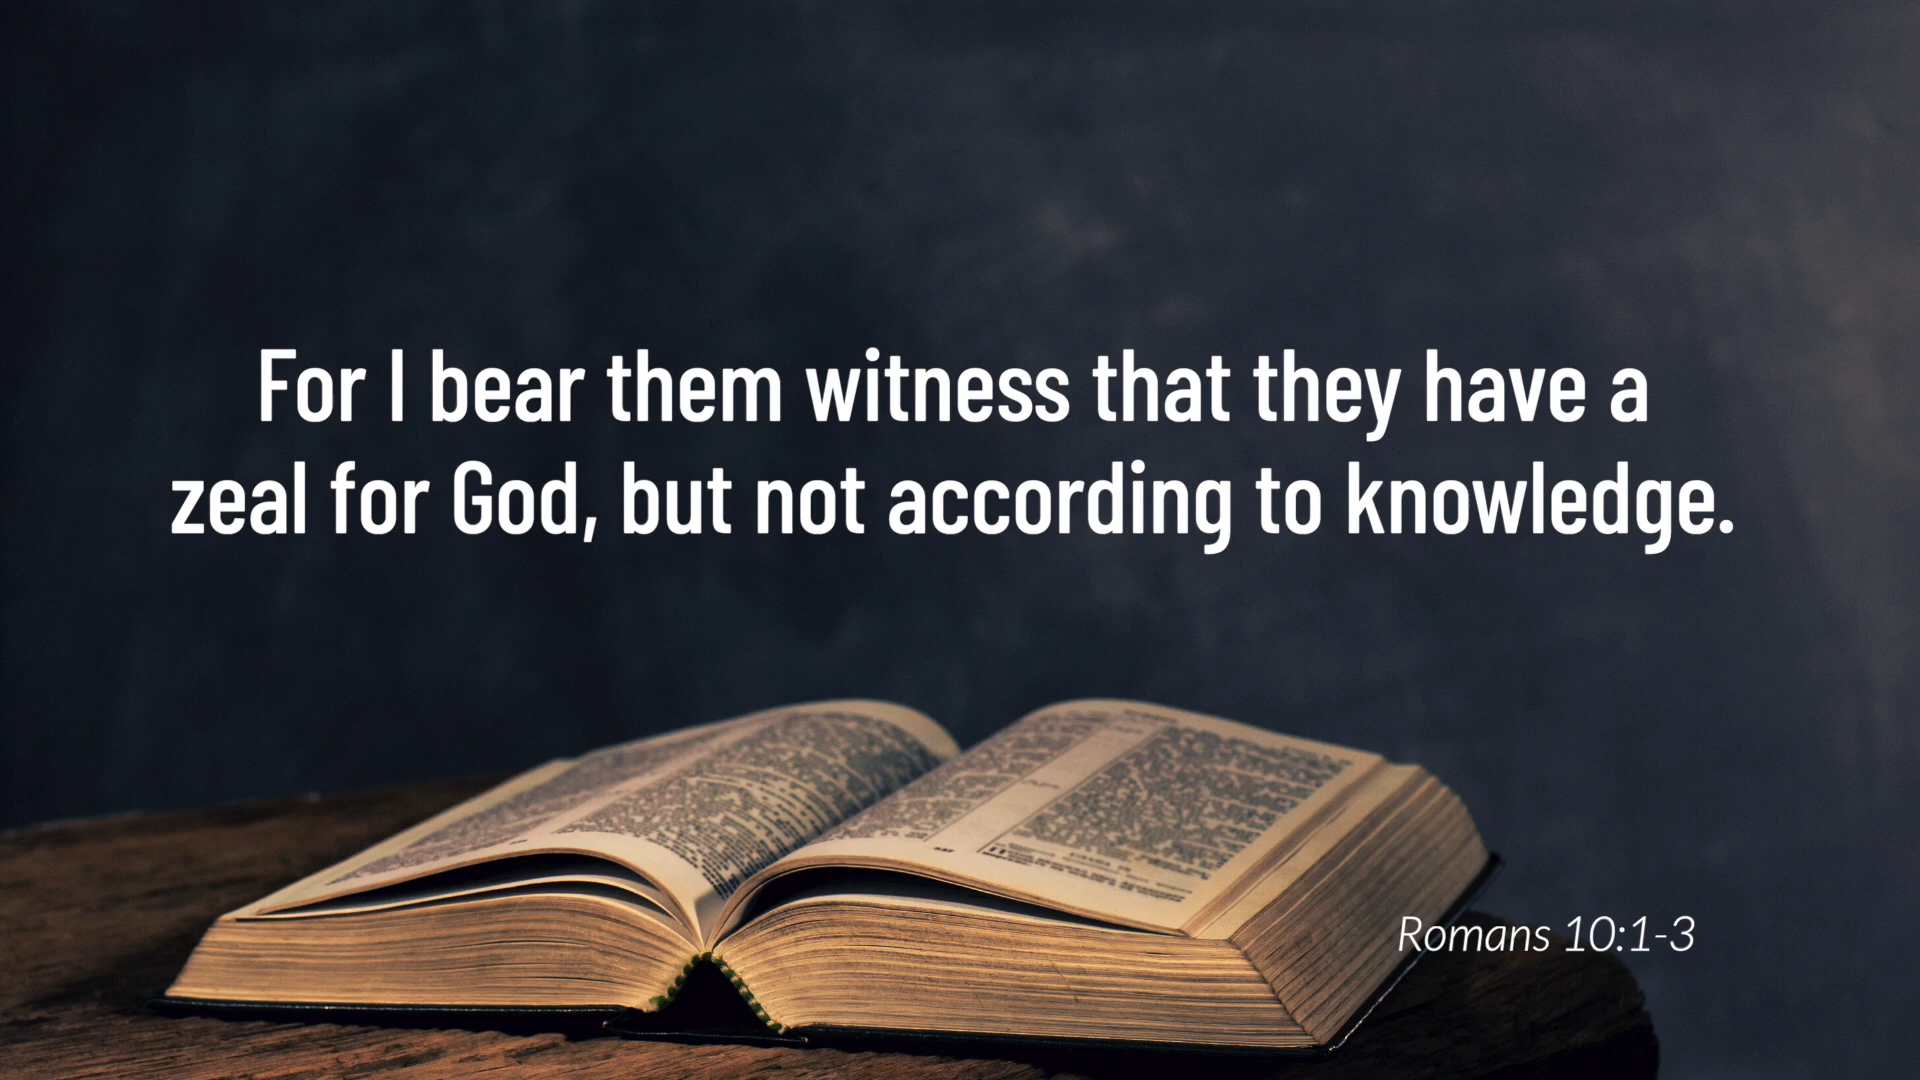 For I bear them witness that they have a
zeal for God, but not according to knowledge.
Romans 10:1-3